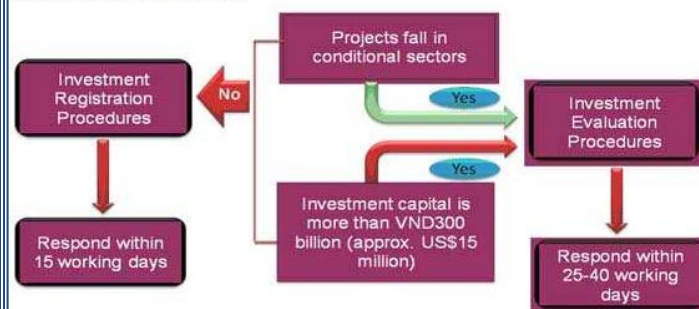 Projects fall in
conditional sectors
Investment
Registration
Procedures
No
Yes
Investment
Evaluation
Procedures
Yes
Investment capital is
more than VND300
billion (approx. US$15
million)
Respond within
15 working days
Respond within
25-40 working
days